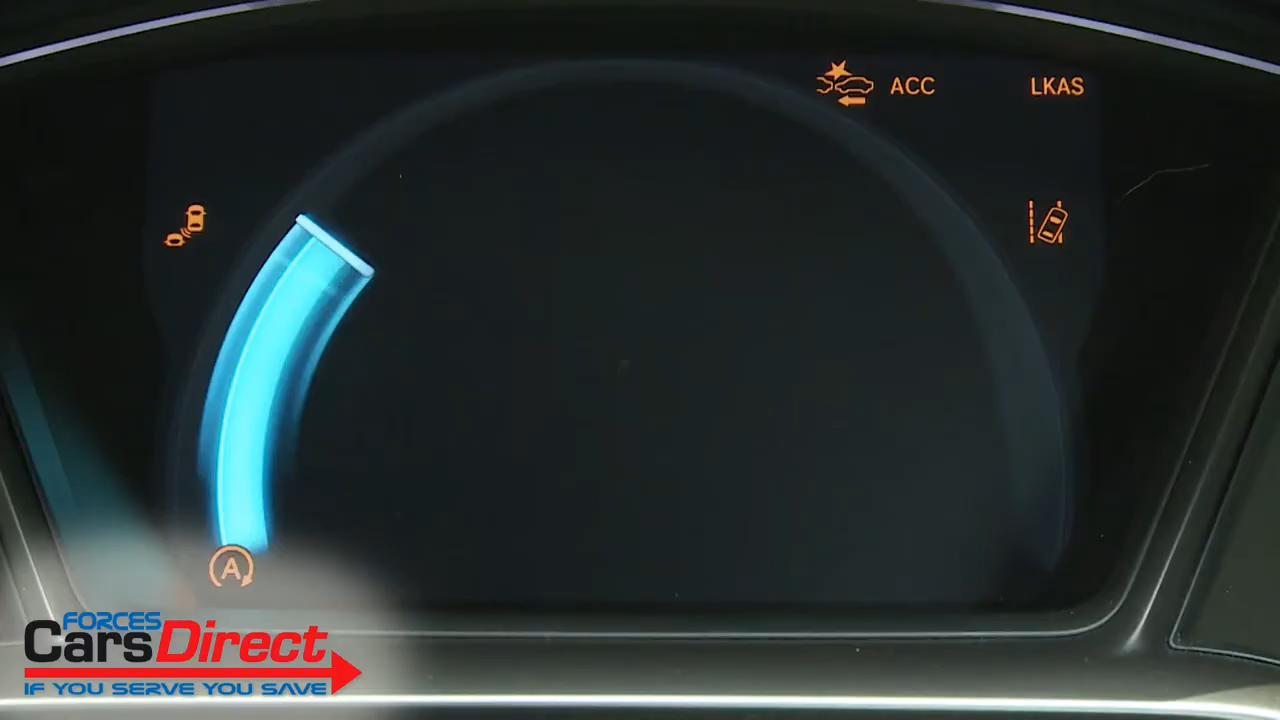 ACC
LKAS
A
FORCES
CarsDirect
IF YOU SERVE YOU SAVE